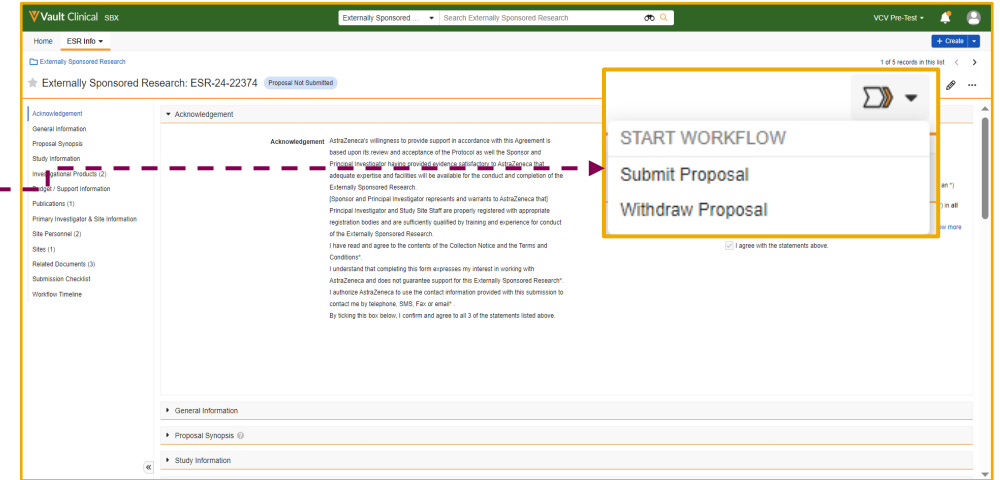 Vault Clinical SBX
Externally Sponsored ...
Search Externally Sponsored Research
VCV Pre-Test
Home
ESR Info
+ Create
Externally Sponsored Research
1 of 5 records in this list
Externally Sponsored Research: ESR-24-22374
Proposal Not Submitted
Acknowledgement
General Information
Proposal Synopsis
Study Information
Investigational Products (2)
Budget / Support Information
Publications (1)
Primary Investigator & Site Information
Site Personnel (2)
Sites (1)
Related Documents (3)
Submission Checklist
Workflow Timeline
Acknowledgement
Acknowledgement
AstraZeneca's willingness to provide support in accordance with this Agreement is
based upon its review and acceptance of the Protocol as well the Sponsor and
Principal Investigator having provided evidence satisfactory to AstraZeneca that
adequate expertise and facilities will be available for the conduct and completion of the
Externally Sponsored Research.
[Sponsor and Principal Investigator represents and warrants to AstraZeneca that]
Principal Investigator and Study Site Staff are properly registered with appropriate
registration bodies and are sufficiently qualified by training and experience for conduct
of the Externally Sponsored Research.
I have read and agree to the contents of the Collection Notice and the Terms and
Conditions*.
I understand that completing this form expresses my interest in working with
AstraZeneca and does not guarantee support for this Externally Sponsored Research*.
I authorize AstraZeneca to use the contact information provided with this submission to
contact me by telephone, SMS, Fax or email* .
By ticking this box below, I confirm and agree to all 3 of the statements listed above.
START WORKFLOW
Submit Proposal
Withdraw Proposal
an *)
) in all
more
I agree with the statements above.
General Information
Proposal Synopsis
Study Information